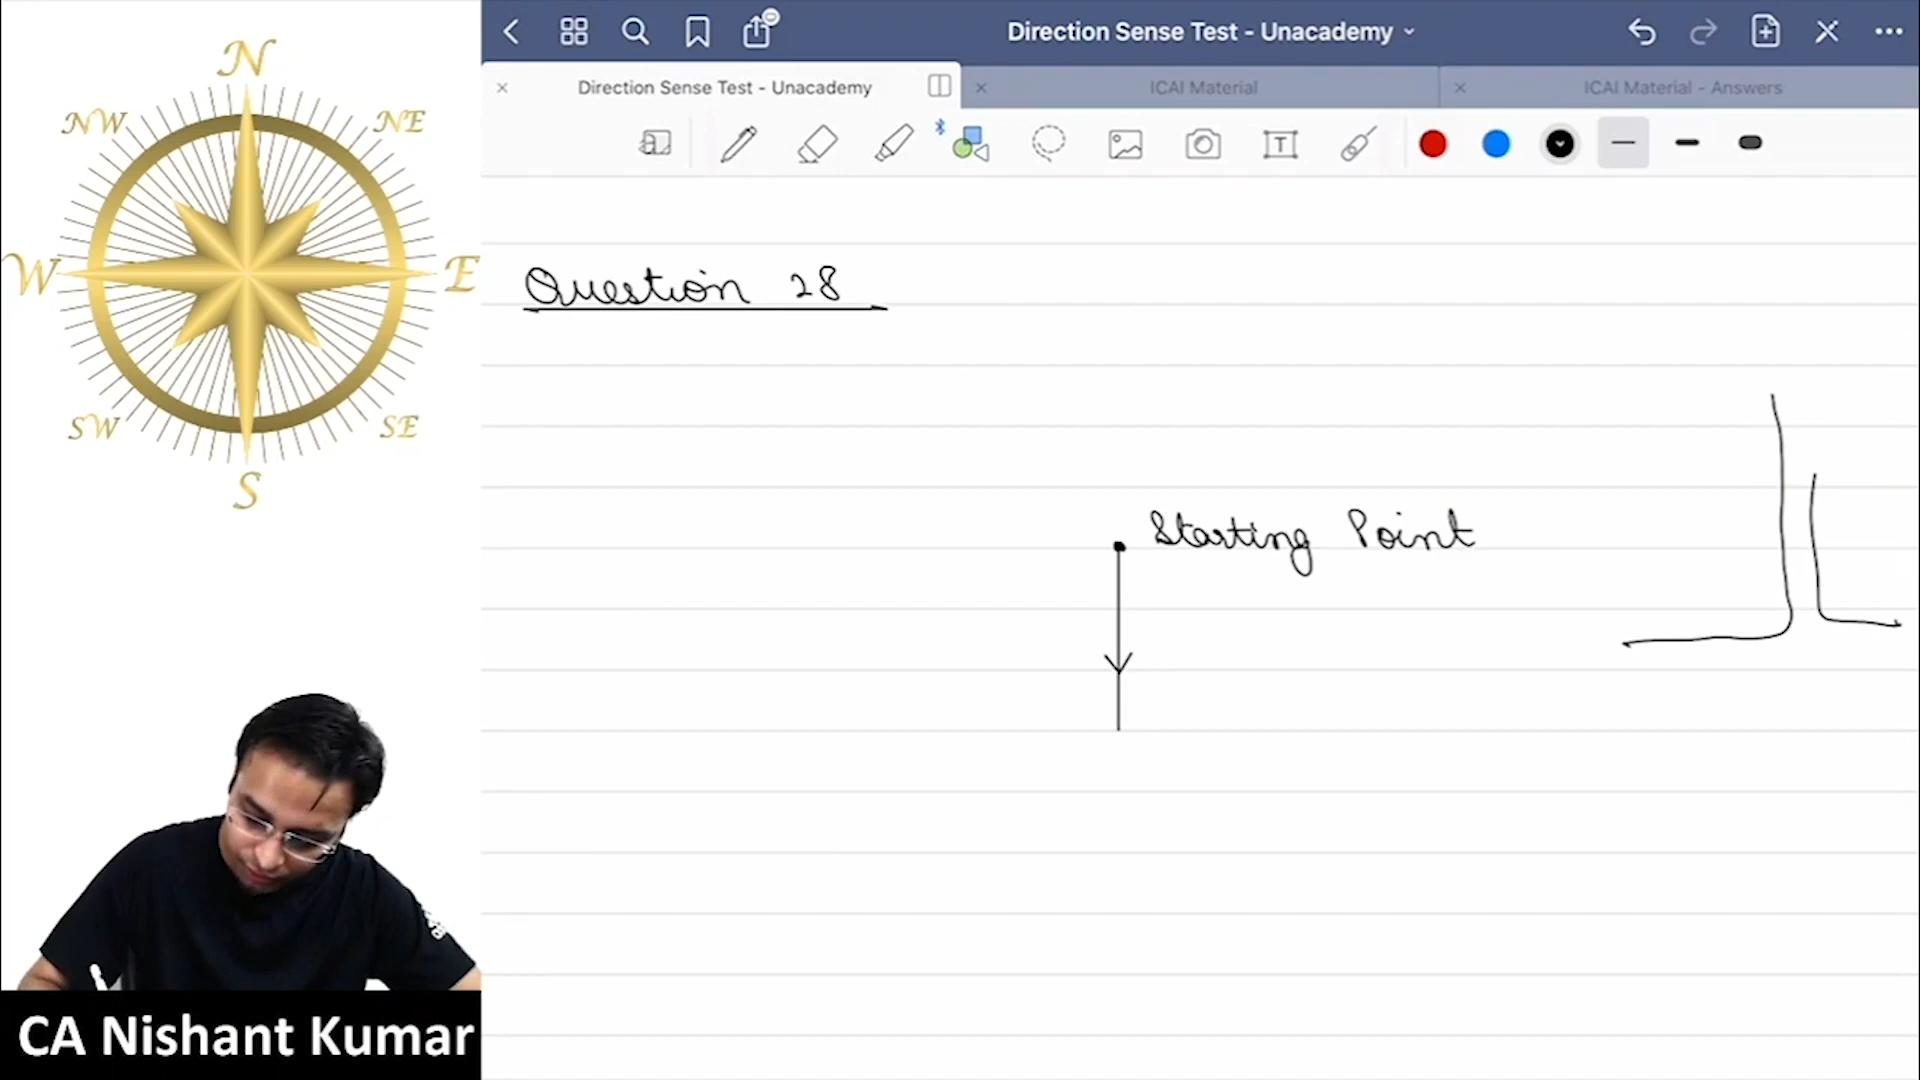 N
NW
NE
W
E
SW
SE
S
Direction Sense Test - Unacademy
Direction Sense Test - Unacademy
ICAI Material
ICAI Material - Answers
T
Question 28
Starting Point
CA Nishant Kumar